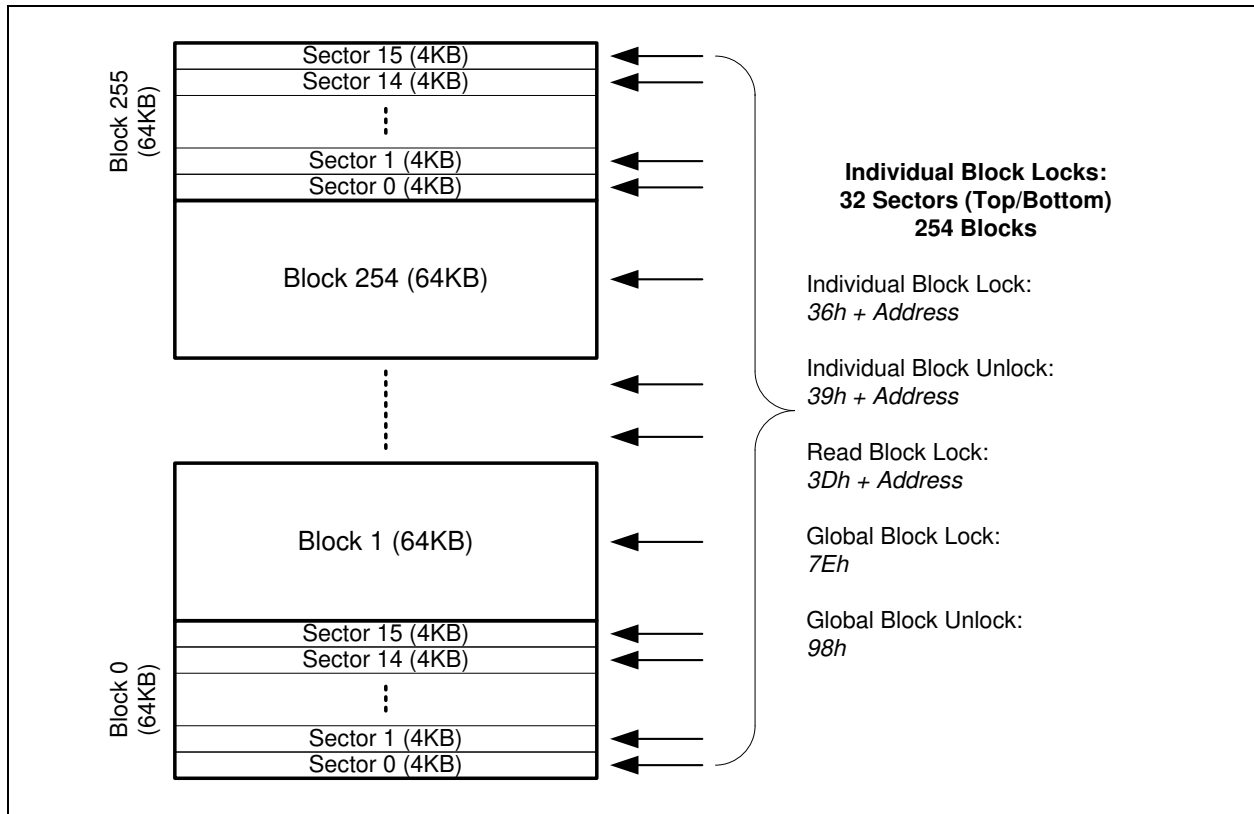 Block 255
(64KB)
Sector 15 (4KB)
Sector 14 (4KB)
Sector 1 (4KB)
Sector 0 (4KB)
Block 254 (64KB)
Block 1 (64KB)
Block 0
(64KB)
Sector 15 (4KB)
Sector 14 (4KB)
Sector 1 (4KB)
Sector 0 (4KB)
Individual Block Locks:
32 Sectors (Top/Bottom)
254 Blocks
Individual Block Lock:
36h + Address
Individual Block Unlock:
39h + Address
Read Block Lock:
3Dh + Address
Global Block Lock:
7Eh
Global Block Unlock:
98h